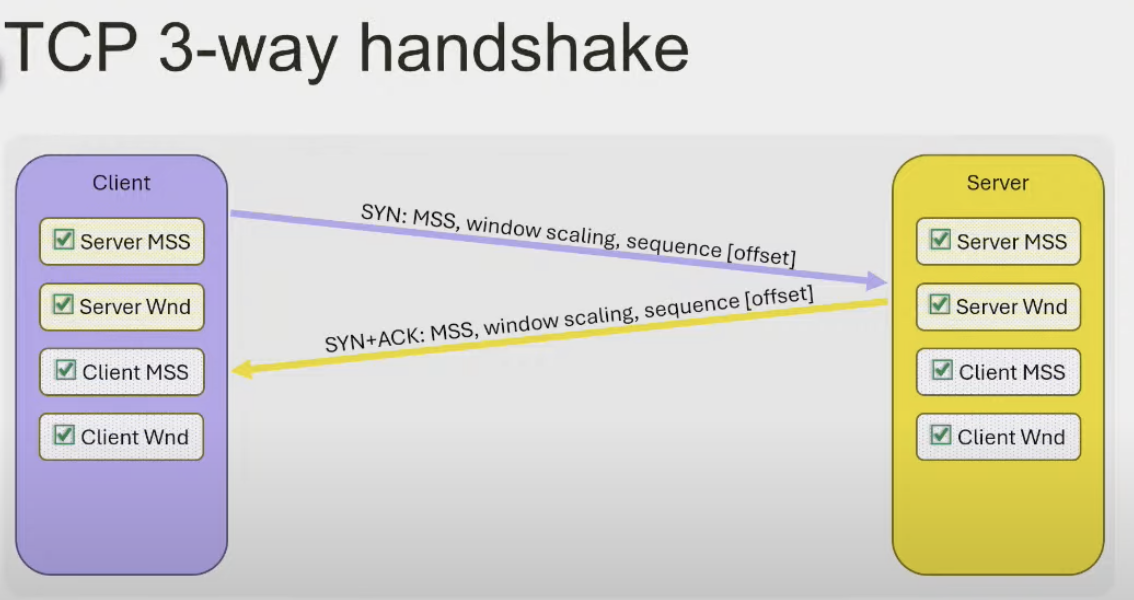 TCP 3-way handshake
Client
Server MSS
Server Wnd
Client MSS
Client Wnd
SYN: MSS, window scaling, sequence [offset]
SYN+ACK: MSS, window scaling, sequence [offset]
Server
Server MSS
Server Wnd
Client MSS
Client Wnd